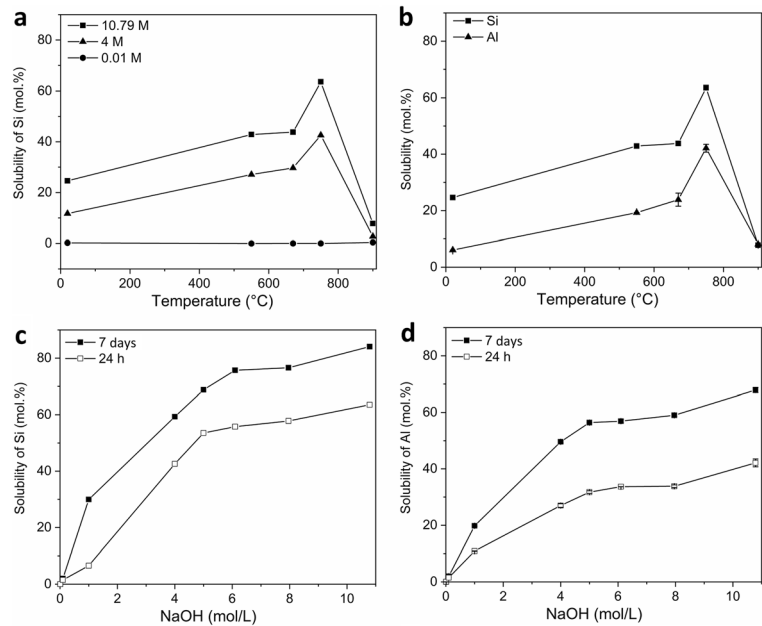 a
10.79 M
4 M
0.01 M
Solubility of Si (mol.%)
80
60
40
20
0
0 200 400 600 800
Temperature (°C)
b
Si
Al
Solubility (mol.%)
80
60
40
20
0
0 200 400 600 800
Temperature (°C)
c
7 days
24 h
Solubility of Si (mol.%)
80
60
40
20
0
0 2 4 6 8 10
NaOH (mol/L)
d
7 days
24 h
Solubility of Al (mol.%)
80
60
40
20
0
0 2 4 6 8 10
NaOH (mol/L)